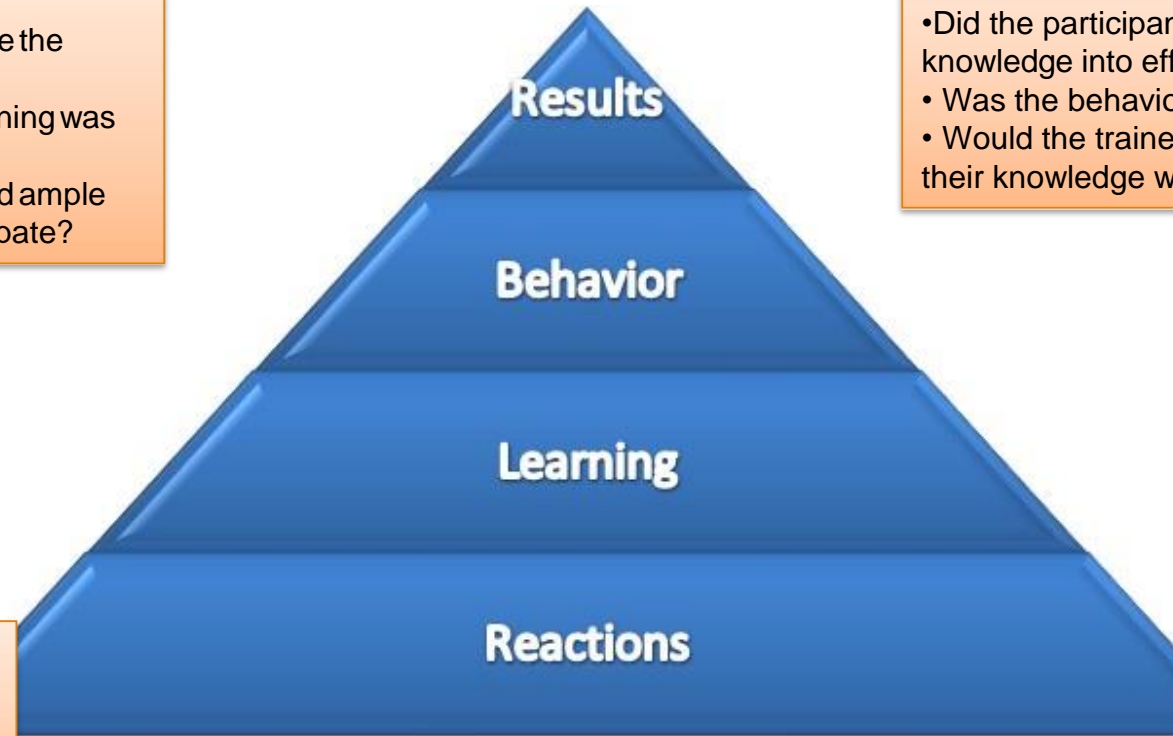 e the
ning was
d ample
pate?
•Did the participan
knowledge into eff
• Was the behavio
• Would the traine
their knowledge w
Results
Behavior
Learning
Reactions